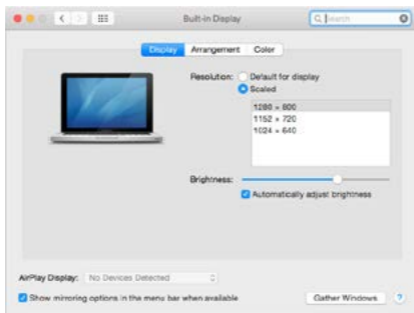 Built-in Display
Search
Display Arrangement Color
Resolution: Default for display
Scaled
1280 × 800
1152 × 720
1024 × 640
Brightness:
Automatically adjust brightness
AirPlay Display: No Devices Detected
Show mirroring options in the menu bar when available
Gather Windows
?